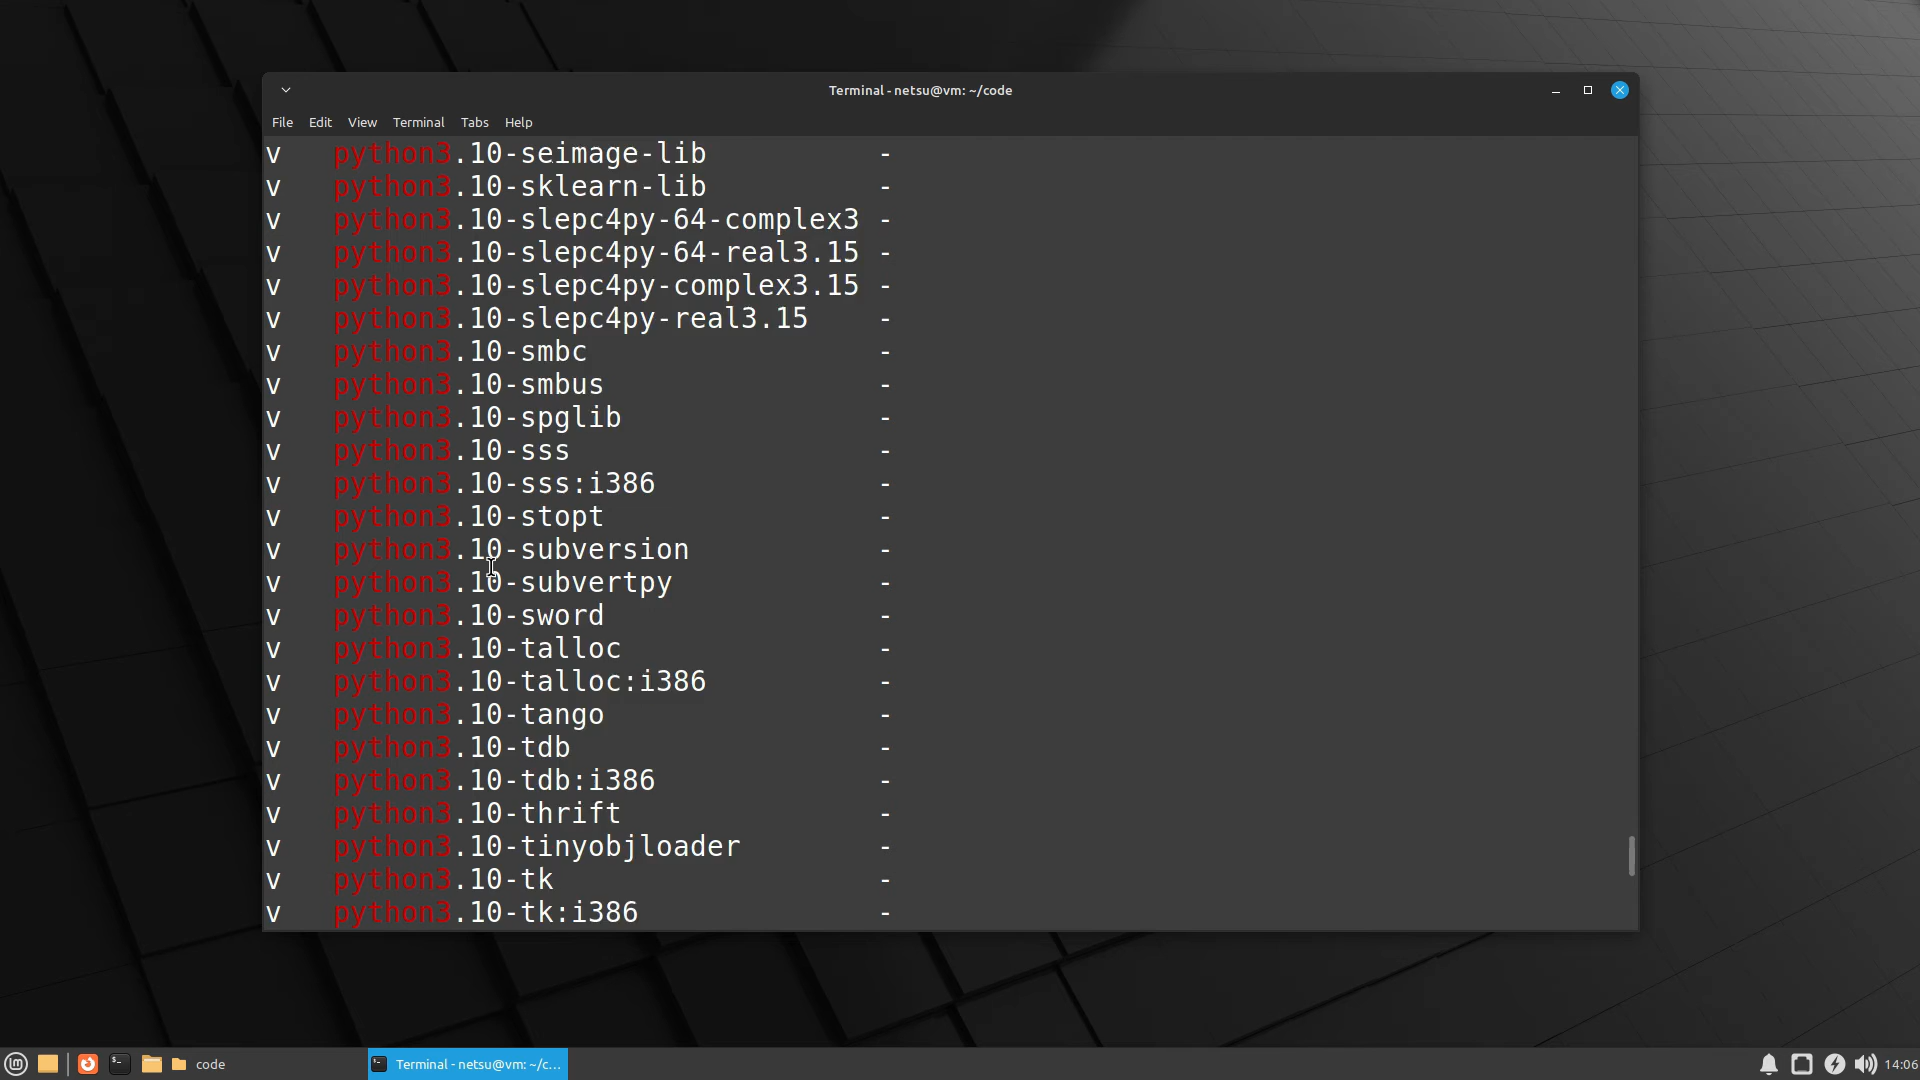 Terminal - netsu@vm: ~/code
File Edit View Terminal Tabs Help
v python3.10-seimage-lib -
v python3.10-sklearn-lib -
v python3.10-slepc4py-64-complex3 -
v python3.10-slepc4py-64-real3.15 -
v python3.10-slepc4py-complex3.15 -
v python3.10-slepc4py-real3.15 -
v python3.10-smbc -
v python3.10-smbus -
v python3.10-spglib -
v python3.10-sss -
v python3.10-sss:i386 -
v python3.10-stopt -
v python3.10-subversion -
v python3.10-subvertpy -
v python3.10-sword -
v python3.10-talloc -
v python3.10-talloc:i386 -
v python3.10-tango -
v python3.10-tdb -
v python3.10-tdb:i386 -
v python3.10-thrift -
v python3.10-tinyobjloader -
v python3.10-tk -
v python3.10-tk:i386 -
code Terminal - netsu@vm: ~/c... 14:06